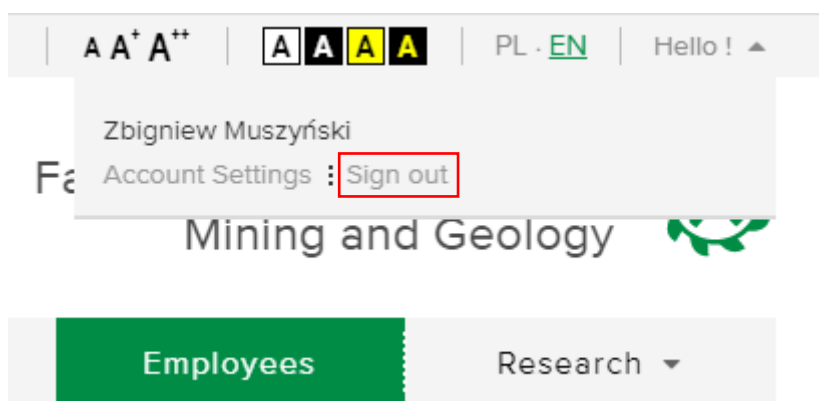 A A⁺ A⁺⁺ A A A A PL · EN Hello !
Zbigniew Muszyński
Account Settings Sign out
Mining and Geology
Employees Research